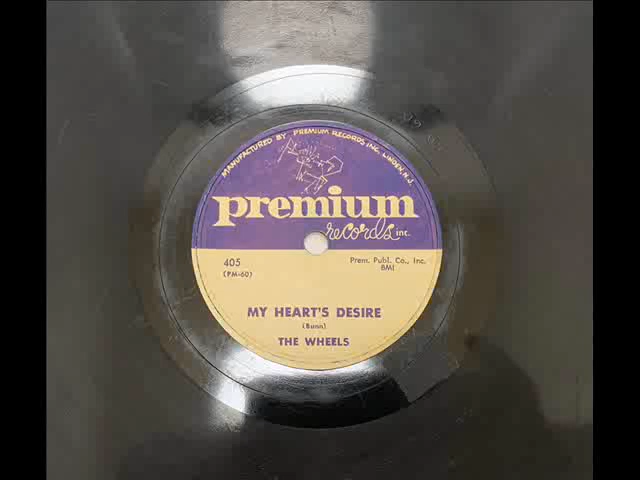 MANUFACTURED BY PREMIUM RECORDS INC. LINDEN, N.J.
premium
records inc.
405
(PM-60)
Prem. Publ. Co., Inc.
BMI
MY HEART'S DESIRE
(Bunn)
THE WHEELS